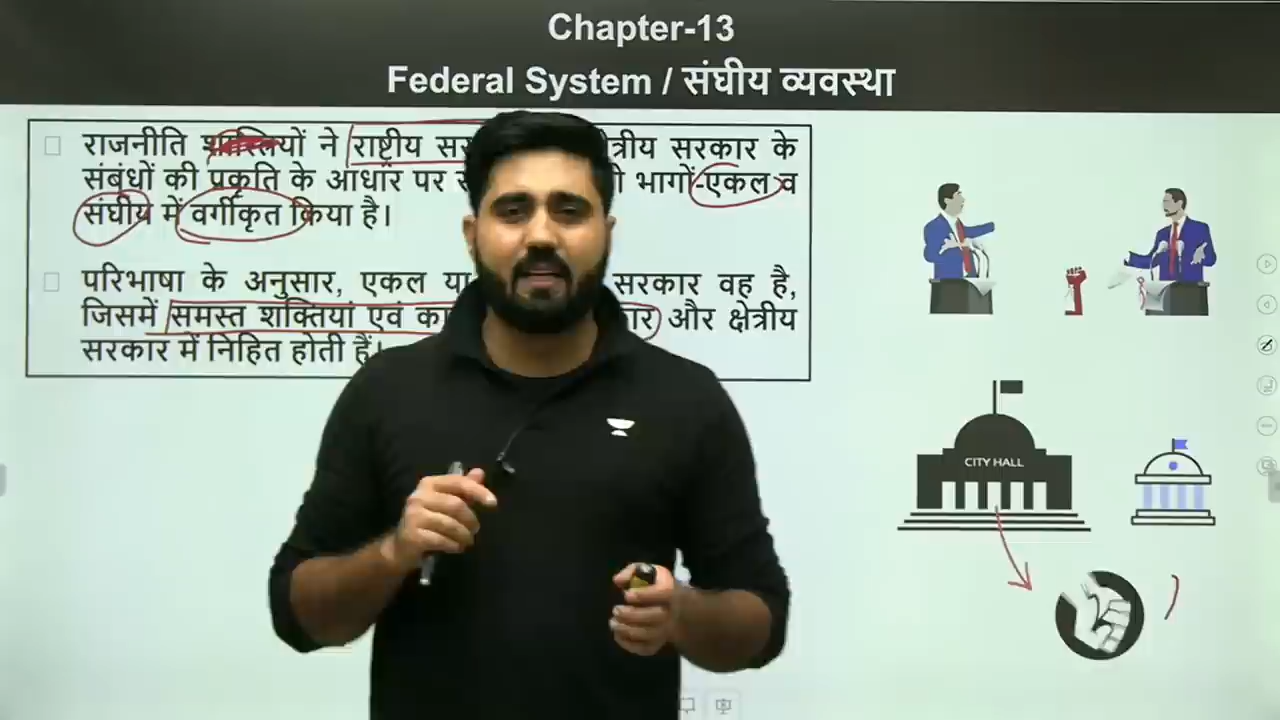 Chapter-13
Federal System / संघीय व्यवस्था
राजनीति यों ने राष्ट्रीय सरकार के
संबंधों की प्रकृति के आधार पर भागों-एकल व
संघीय में वर्गीकृत किया है।
परिभाषा के अनुसार, एकल सरकार वह है,
जिसमें समस्त शक्तियां एवं और क्षेत्रीय
सरकार में निहित होती हैं।
CITY HALL